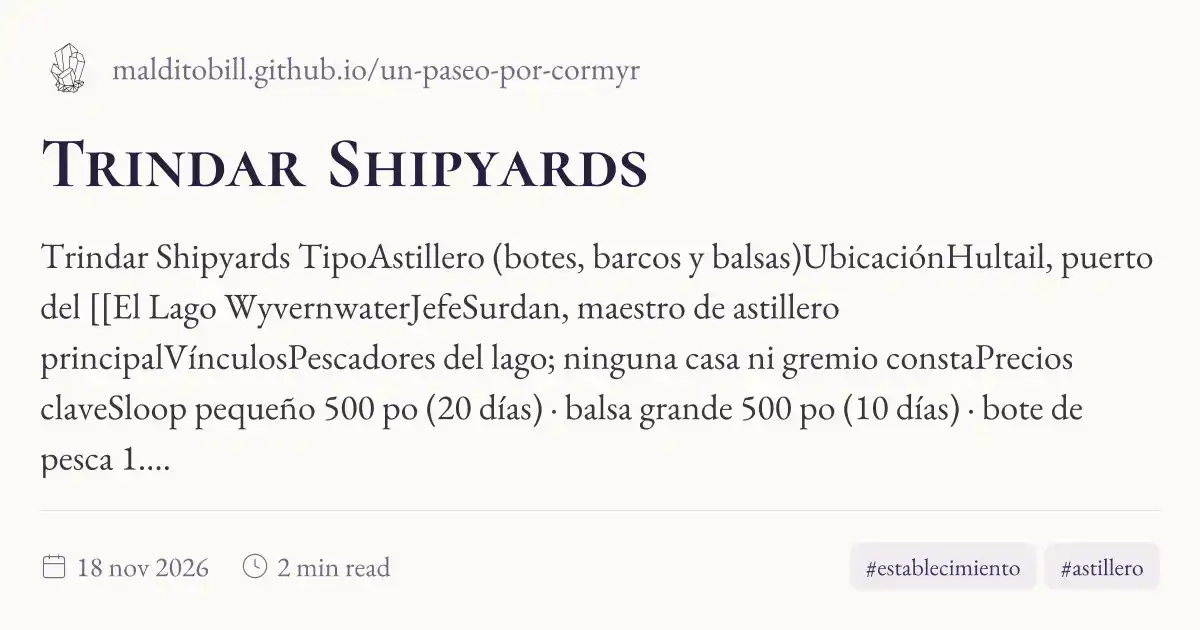 malditobill.github.io/un-paseo-por-cormyr
Trindar Shipyards
Trindar Shipyards TipoAstillero (botes, barcos y balsas)UbicaciónHultail, puerto
del [[El Lago WyvernwaterJefeSurdan, maestro de astillero
principalVínculosPescadores del lago; ninguna casa ni gremio constaPrecios
claveSloop pequeño 500 po (20 días) · balsa grande 500 po (10 días) · bote de
pesca 1....
18 nov 2026
2 min read
#establecimiento
#astillero